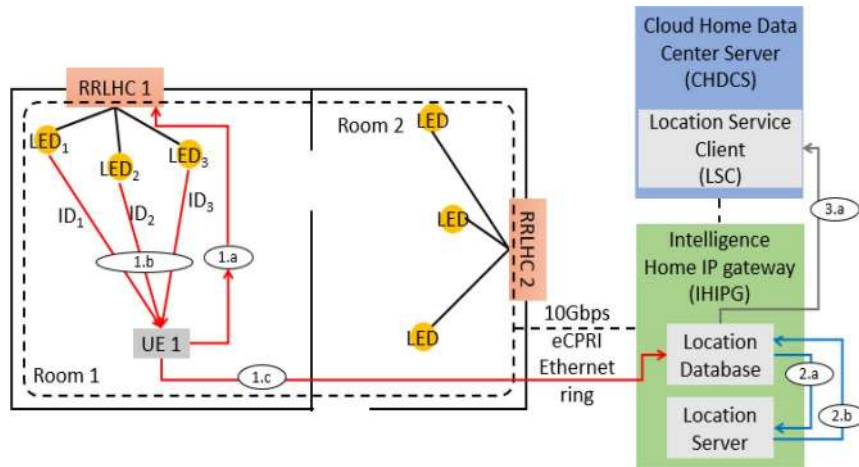 Cloud Home Data
Center Server
(CHDCS)
Location Service
Client
(LSC)
RRLHC 1
LED1
LED2
LED3
ID1
ID2
ID3
1.b
1.a
UE 1
Room 1
1.c
Room 2
LED
LED
LED
RRLHC 2
10Gbps
eCPRI
Ethernet
ring
3.a
Intelligence
Home IP gateway
(IHIPG)
Location
Database
2.a
2.b
Location
Server